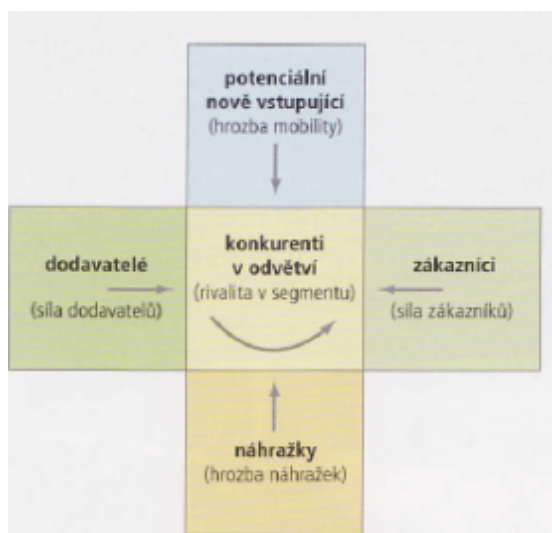 potenciální
nově vstupující
(hrozba mobility)
dodavatelé
(síla dodavatelů)
konkurenti
v odvětví
(rivalita v segmentu)
zákazníci
(síla zákazníků)
náhražky
(hrozba náhražek)